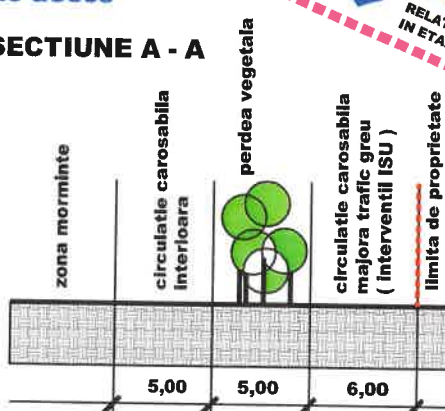 RELAT
IN ETA
SECTIUNE A - A
zona morminte
circulatie carosabila
interioara
perdea vegetala
circulatie carosabila
majora trafic greu
( interventii ISU )
limita de proprietate
5,00
5,00
6,00